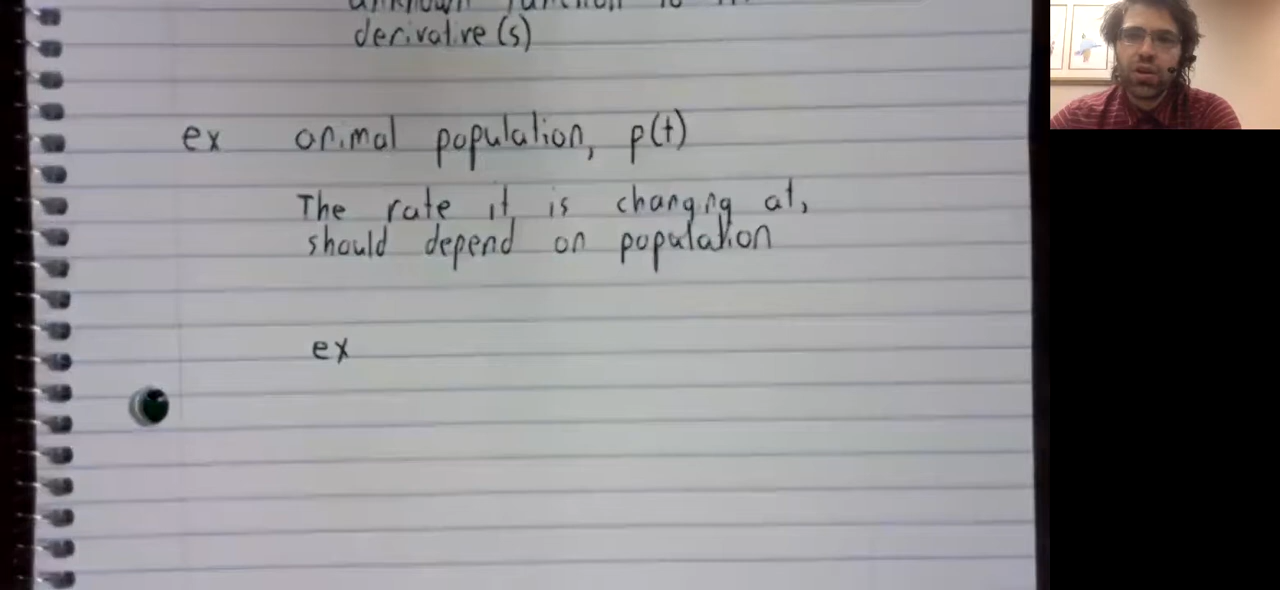 derivative(s)
ex animal population, p(t)
The rate it is changing at,
should depend on population
ex